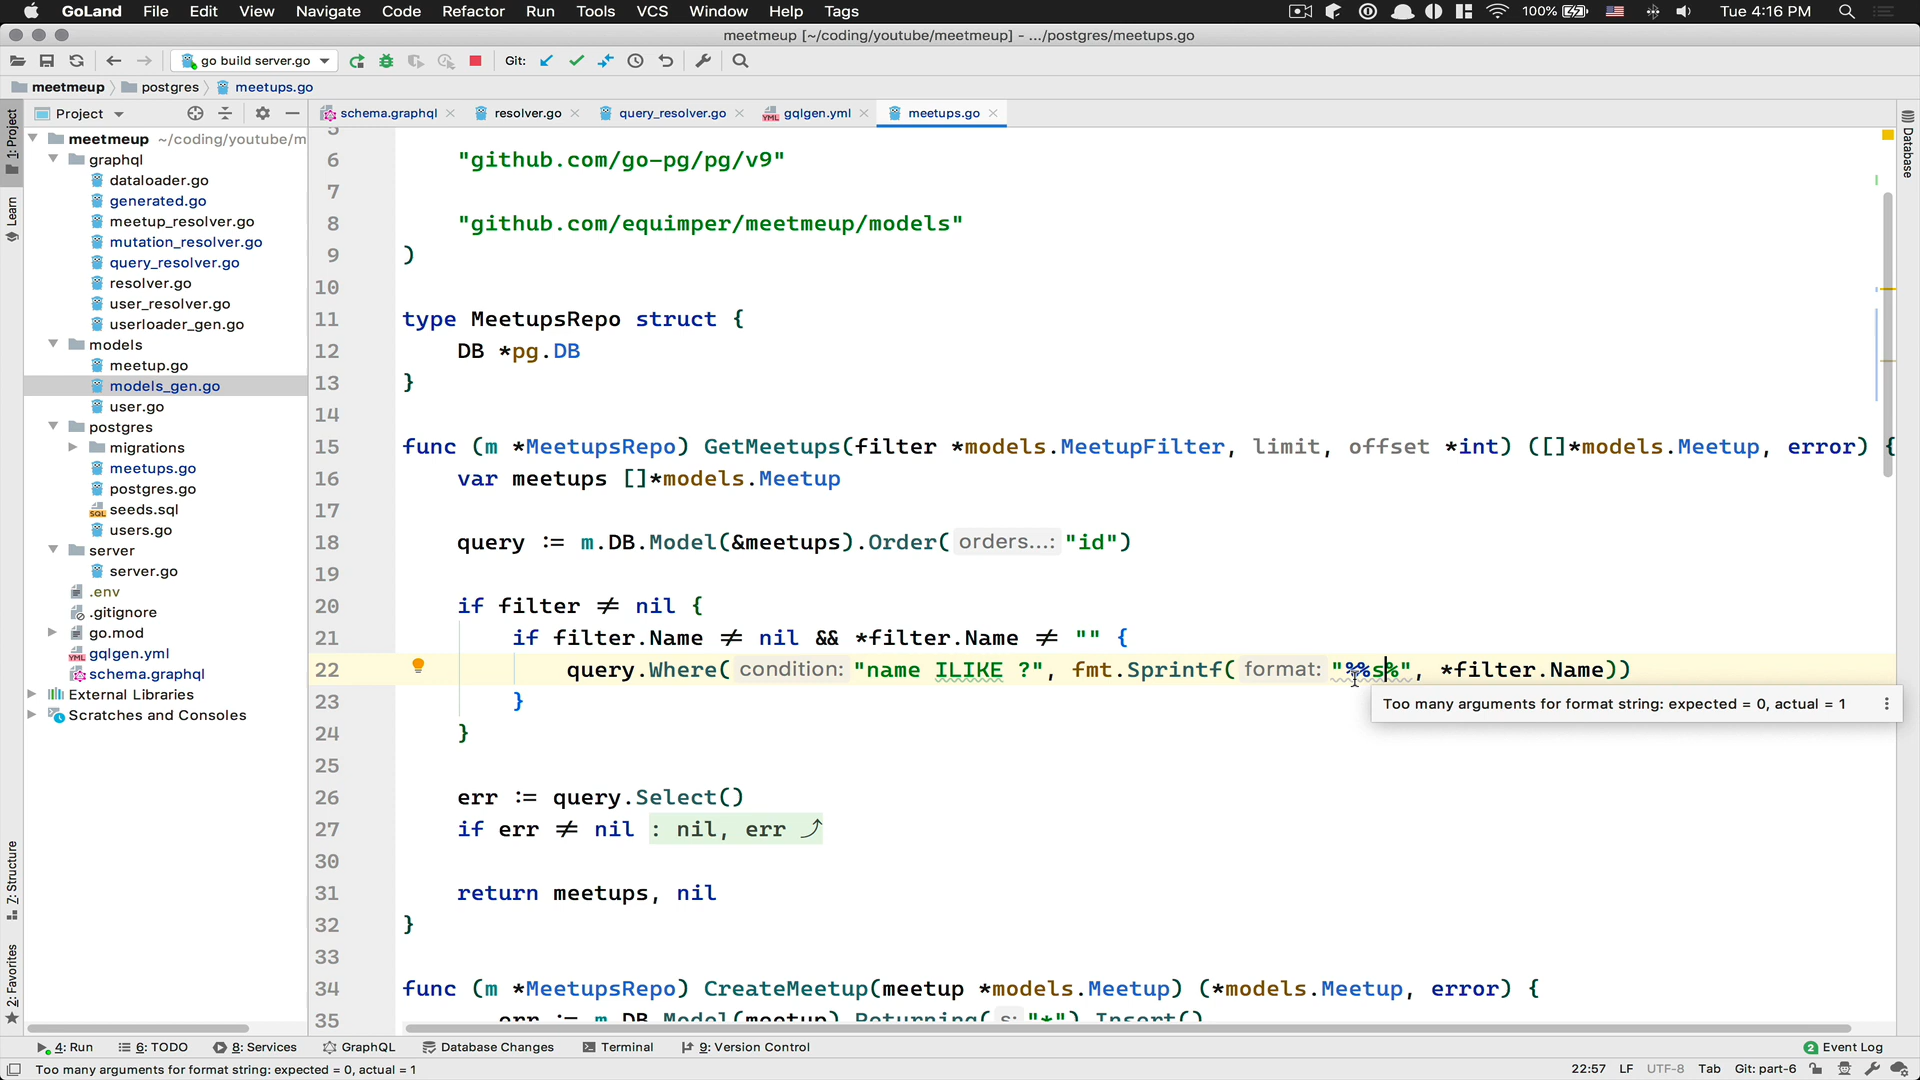 GoLand File Edit View Navigate Code Refactor Run Tools VCS Window Help Tags 100% Tue 4:16 PM
meetmeup [~/coding/youtube/meetmeup] - .../postgres/meetups.go
go build server.go Git:
meetmeup postgres meetups.go
Project
schema.graphql resolver.go query_resolver.go gqlgen.yml meetups.go
1: Project
Learn
Z: Structure
2: Favorites
Database
meetmeup ~/coding/youtube/m
graphql
dataloader.go
generated.go
meetup_resolver.go
mutation_resolver.go
query_resolver.go
resolver.go
user_resolver.go
userloader_gen.go
models
meetup.go
models_gen.go
user.go
postgres
migrations
meetups.go
postgres.go
seeds.sql
users.go
server
server.go
.env
.gitignore
go.mod
gqlgen.yml
schema.graphql
External Libraries
Scratches and Consoles
5
6 "github.com/go-pg/pg/v9"
7
8 "github.com/equimper/meetmeup/models"
9 )
10
11 type MeetupsRepo struct {
12 DB *pg.DB
13 }
14
15 func (m *MeetupsRepo) GetMeetups(filter *models.MeetupFilter, limit, offset *int) ([]*models.Meetup, error) {
16 var meetups []*models.Meetup
17
18 query := m.DB.Model(&meetups).Order( orders...: "id")
19
20 if filter ≠ nil {
21 if filter.Name ≠ nil && *filter.Name ≠ "" {
22 query.Where( condition: "name ILIKE ?", fmt.Sprintf( format: "%%s%", *filter.Name))
Too many arguments for format string: expected = 0, actual = 1
23 }
24 }
25
26 err := query.Select()
27 if err ≠ nil : nil, err
30
31 return meetups, nil
32 }
33
34 func (m *MeetupsRepo) CreateMeetup(meetup *models.Meetup) (*models.Meetup, error) {
35 err := m.DB.Model(meetup).Returning( s: "*").Insert()
4: Run 6: TODO 8: Services GraphQL Database Changes Terminal 9: Version Control 2 Event Log
Too many arguments for format string: expected = 0, actual = 1 22:57 LF UTF-8 Tab Git: part-6